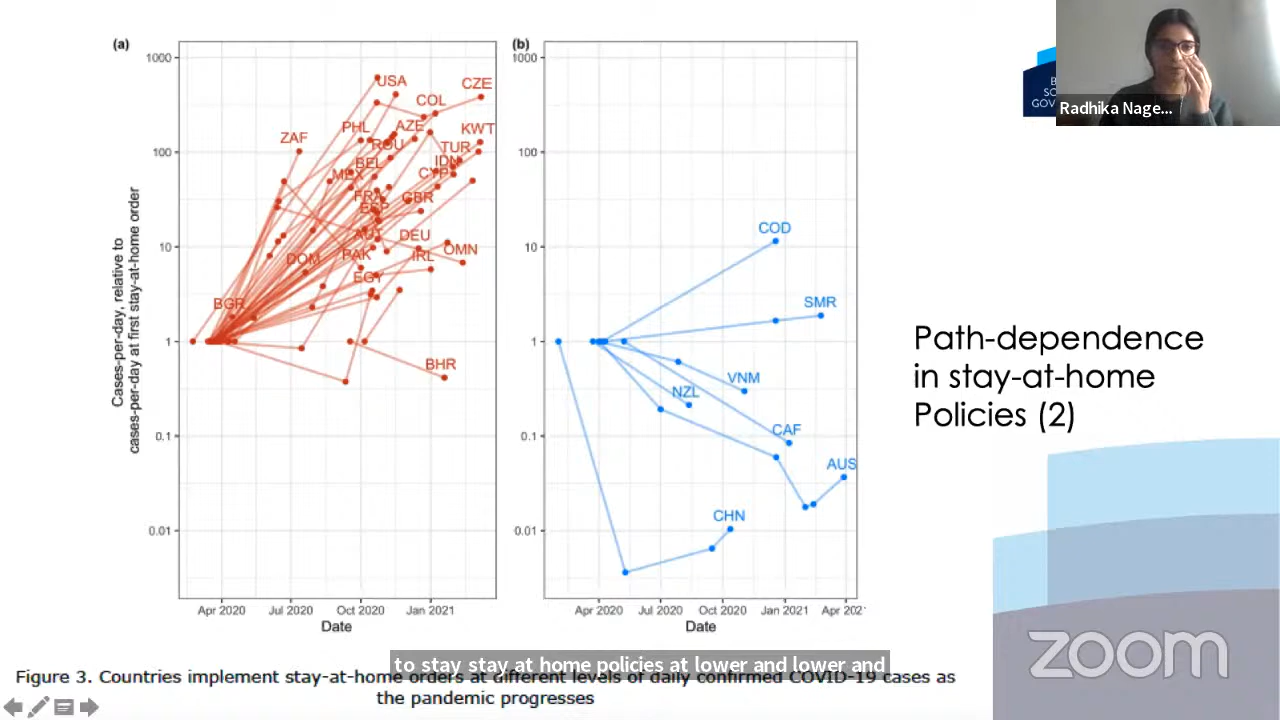 (a)
1000
100
10
1
0.1
0.01
Cases-per-day, relative to
cases-per-day at first stay-at-home order
USA
CZE
COL
ZAF
PHL
AZE
KWT
ROU
TUR
BEL
IDN
MEX
CYP
FRA
GBR
ESP
AUT
DEU
OMN
DOM
PAK
IRL
EGY
BGR
BHR
Apr 2020
Jul 2020
Oct 2020
Jan 2021
Date
(b)
1000
100
10
1
0.1
0.01
COD
SMR
VNM
NZL
CAF
AUS
CHN
Apr 2020
Jul 2020
Oct 2020
Jan 2021
Apr 202
Date
B
SC
GOV
Radhika Nage...
Path-dependence
in stay-at-home
Policies (2)
to stay stay at home policies at lower and lower and
Figure 3. Countries implement stay-at-home orders at different levels of daily confirmed COVID-19 cases as
the pandemic progresses
zoom